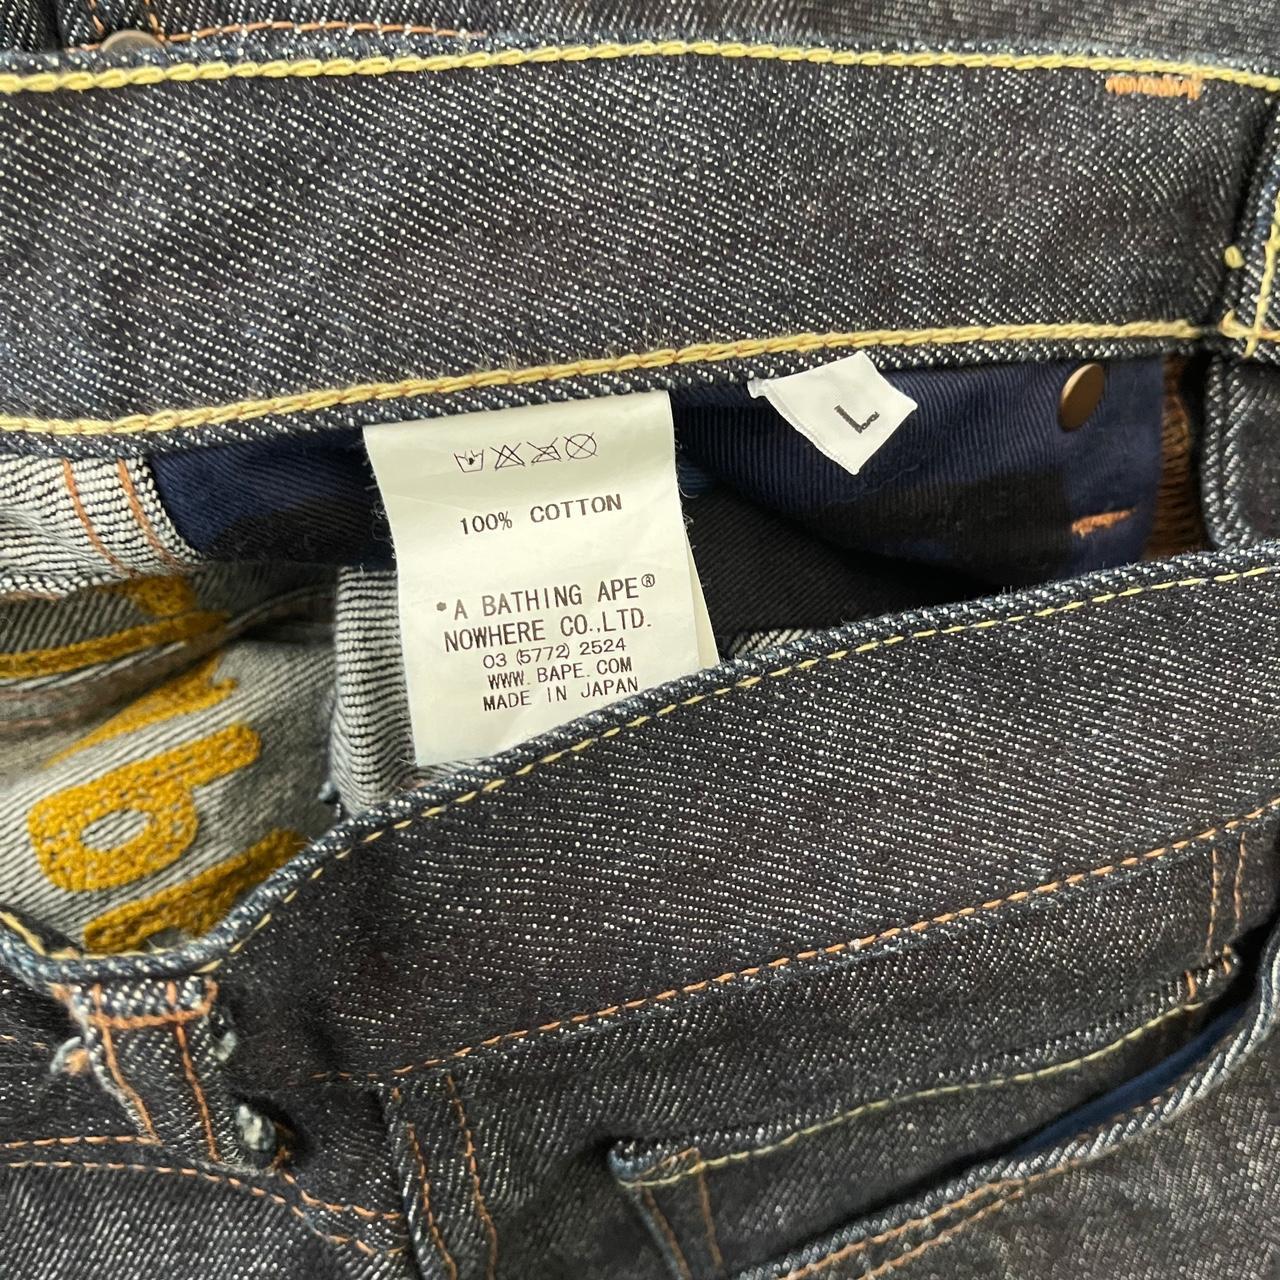 100% COTTON
*A BATHING APE®
NOWHERE CO.,LTD.
03 (5772) 2524
WWW. BAPE. COM
MADE IN JAPAN
L